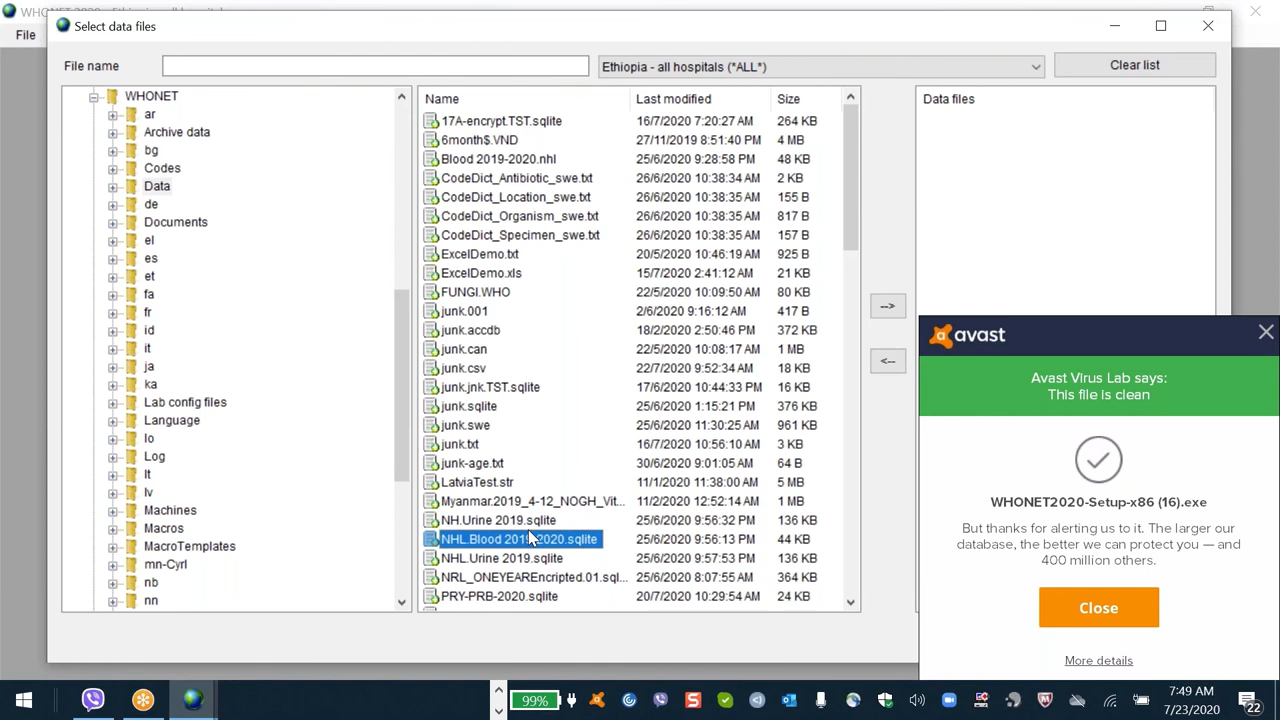 WHONET 2020 - Ethiopia - all hospitals
Select data files
File
File name
Ethiopia - all hospitals (*ALL*)
Clear list
WHONET
ar
Archive data
bg
Codes
Data
de
Documents
el
es
et
fa
fr
id
it
ja
ka
Lab config files
Language
lo
Log
lt
lv
Machines
Macros
MacroTemplates
mn-Cyrl
nb
nn
Name Last modified Size
17A-encrypt.TST.sqlite 16/7/2020 7:20:27 AM 264 KB
6month$.VND 27/11/2019 8:51:40 PM 4 MB
Blood 2019-2020.nhl 25/6/2020 9:28:58 PM 48 KB
CodeDict_Antibiotic_swe.txt 26/6/2020 10:38:34 AM 2 KB
CodeDict_Location_swe.txt 26/6/2020 10:38:35 AM 155 B
CodeDict_Organism_swe.txt 26/6/2020 10:38:35 AM 817 B
CodeDict_Specimen_swe.txt 26/6/2020 10:38:35 AM 157 B
ExcelDemo.txt 20/5/2020 10:46:19 AM 925 B
ExcelDemo.xls 15/7/2020 2:41:12 AM 21 KB
FUNGI.WHO 22/5/2020 10:09:50 AM 80 KB
junk.001 2/6/2020 9:16:12 AM 417 B
junk.accdb 18/2/2020 2:50:46 PM 372 KB
junk.can 22/5/2020 10:08:17 AM 1 MB
junk.csv 22/7/2020 9:52:34 AM 18 KB
junk.jnk.TST.sqlite 17/6/2020 10:44:33 PM 16 KB
junk.sqlite 25/6/2020 1:15:21 PM 376 KB
junk.swe 25/6/2020 11:30:25 AM 961 KB
junk.txt 16/7/2020 10:56:10 AM 3 KB
junk-age.txt 30/6/2020 9:01:05 AM 64 B
LatviaTest.str 11/1/2020 11:38:00 AM 5 MB
Myanmar.2019_4-12_NOGH_Vit... 11/2/2020 12:52:14 AM 1 MB
NH.Urine 2019.sqlite 25/6/2020 9:56:32 PM 136 KB
NHL.Blood 2019-2020.sqlite 25/6/2020 9:56:13 PM 44 KB
NHL.Urine 2019.sqlite 25/6/2020 9:57:53 PM 136 KB
NRL_ONEYEAREncripted.01.sql... 25/6/2020 8:07:55 AM 364 KB
PRY-PRB-2020.sqlite 20/7/2020 10:29:54 AM 24 KB
-->
<--
Data files
avast
Avast Virus Lab says:
This file is clean
WHONET2020-Setup-x86 (16).exe
But thanks for alerting us to it. The larger our
database, the better we can protect you — and
400 million others.
Close
More details
99%
7:49 AM
7/23/2020
22